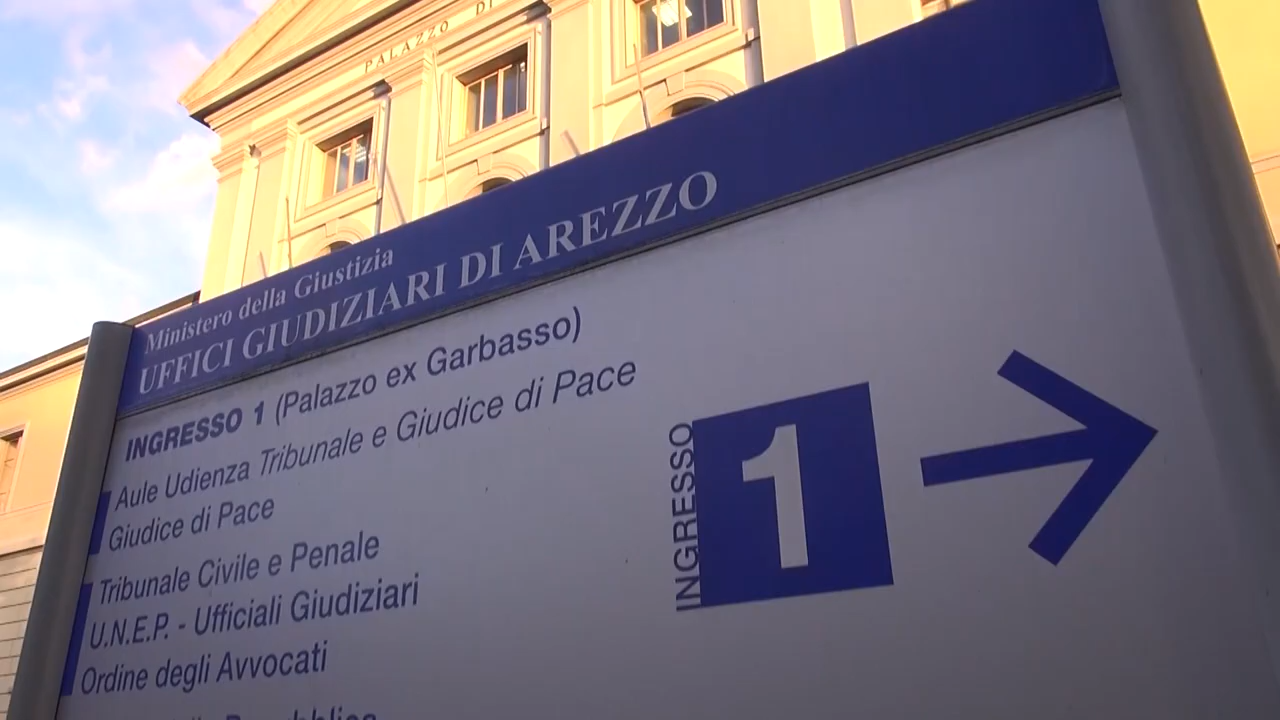 PALAZZO DI
Ministero della Giustizia
UFFICI GIUDIZIARI DI AREZZO
INGRESSO 1 (Palazzo ex Garbasso)
Aule Udienza Tribunale e Giudice di Pace
Giudice di Pace
Tribunale Civile e Penale
U.N.E.P. - Ufficiali Giudiziari
Ordine degli Avvocati
INGRESSO
1